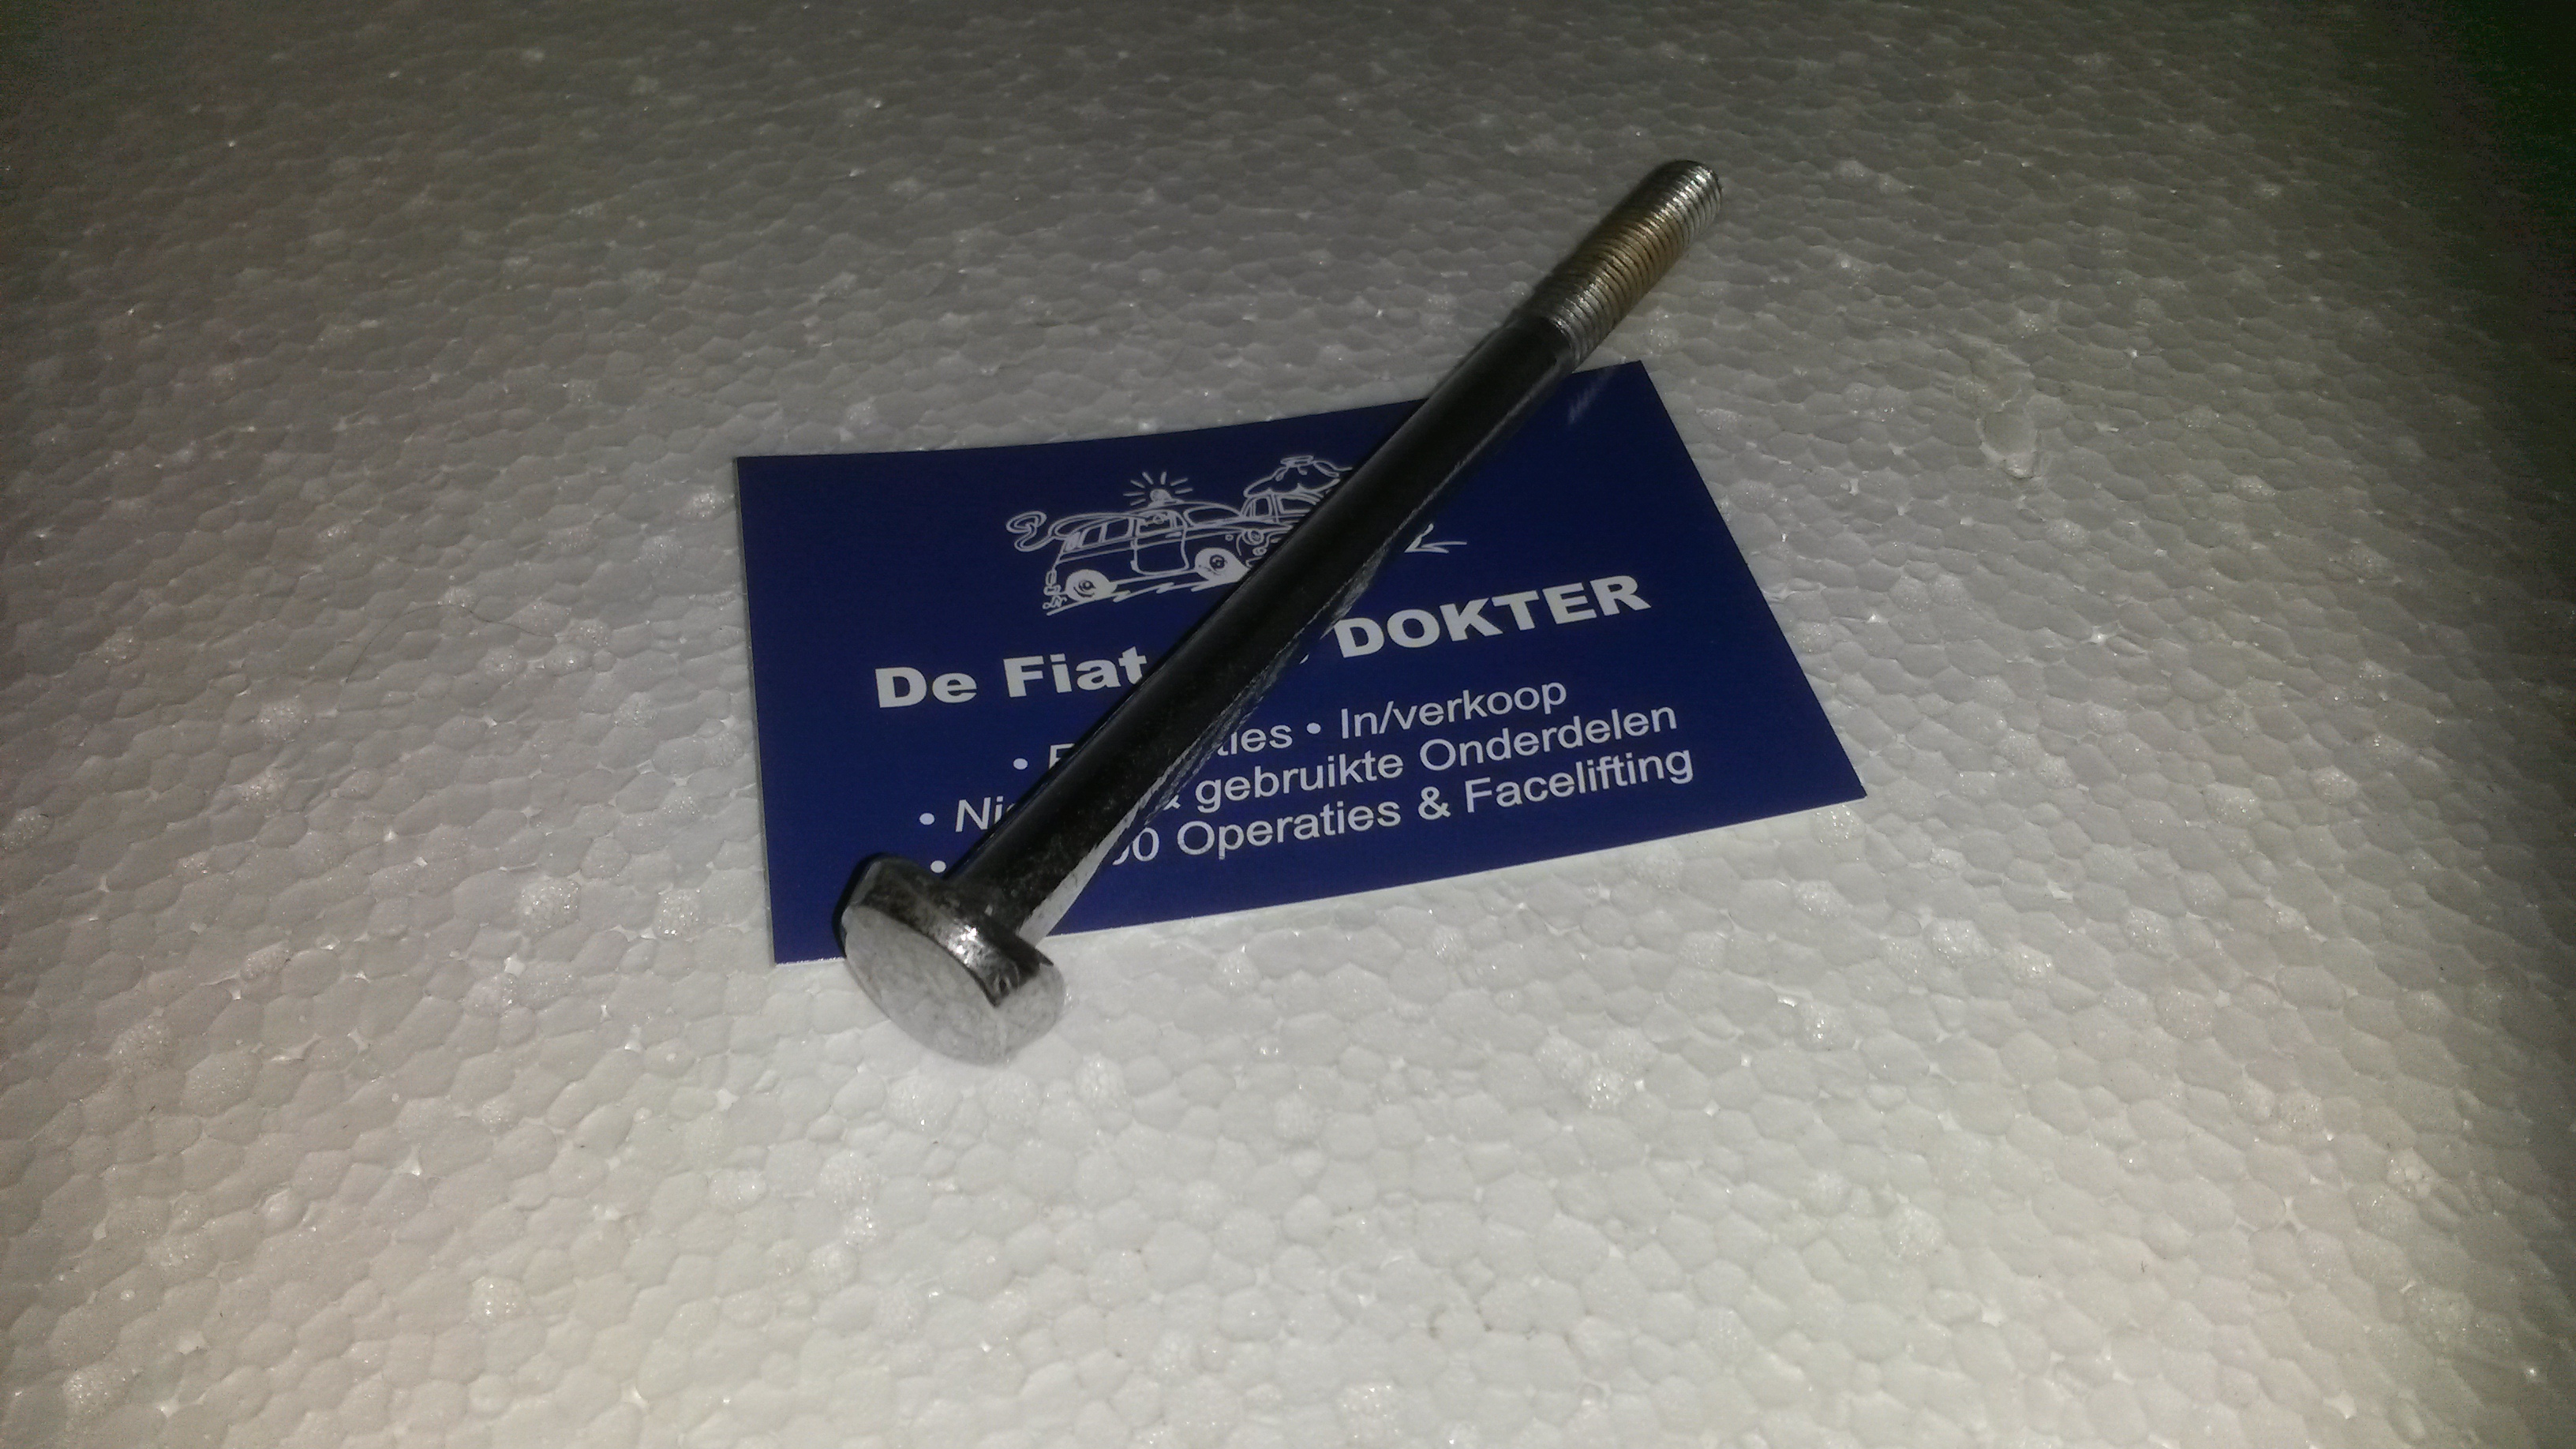 De Fiat DOKTER
• In/verkoop
• & gebruikte Onderdelen
• Operaties & Facelifting